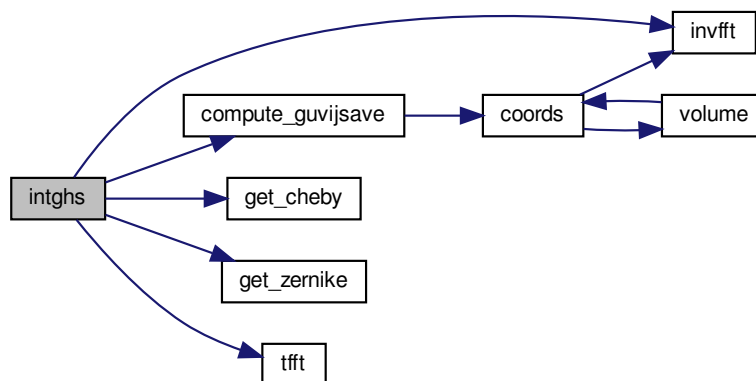 invfft
compute_guvijsave
coords
volume
intghs
get_cheby
get_zernike
tfft